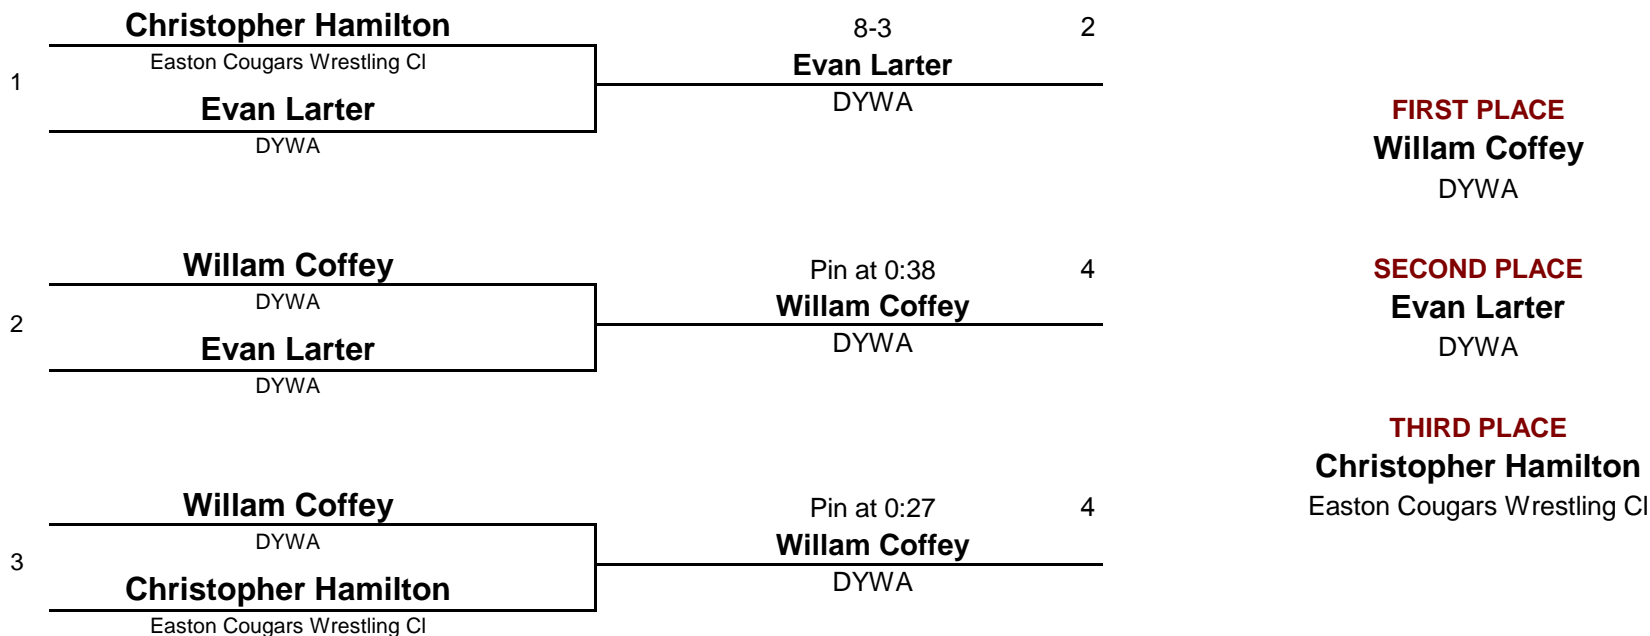 Christopher Hamilton
Easton Cougars Wrestling Cl
1
Evan Larter
DYWA
8-3 2
Evan Larter
DYWA
Willam Coffey
DYWA
2
Evan Larter
DYWA
Pin at 0:38 4
Willam Coffey
DYWA
Willam Coffey
DYWA
3
Christopher Hamilton
Easton Cougars Wrestling Cl
Pin at 0:27 4
Willam Coffey
DYWA
FIRST PLACE
Willam Coffey
DYWA
SECOND PLACE
Evan Larter
DYWA
THIRD PLACE
Christopher Hamilton
Easton Cougars Wrestling Cl